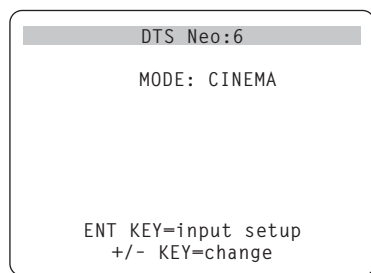 DTS Neo:6
MODE: CINEMA
ENT KEY=input setup
+/- KEY=change